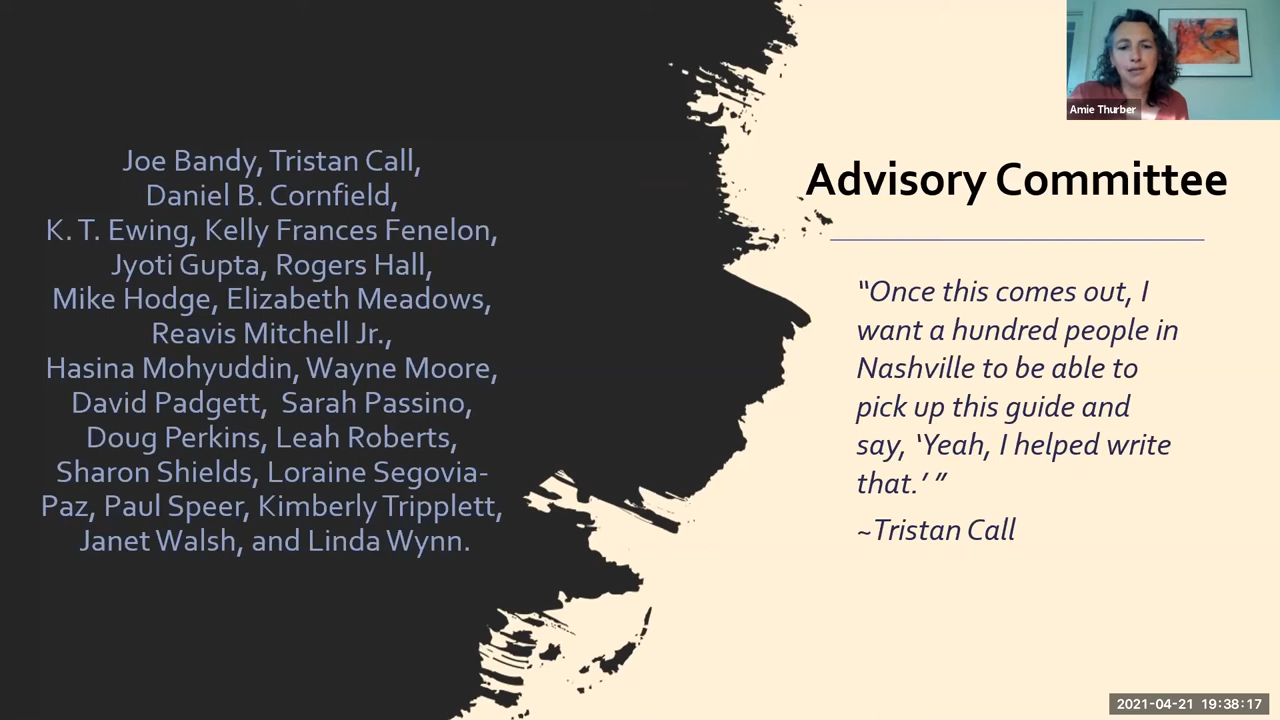 Joe Bandy, Tristan Call,
Daniel B. Cornfield,
K. T. Ewing, Kelly Frances Fenelon,
Jyoti Gupta, Rogers Hall,
Mike Hodge, Elizabeth Meadows,
Reavis Mitchell Jr.,
Hasina Mohyuddin, Wayne Moore,
David Padgett,  Sarah Passino,
Doug Perkins, Leah Roberts,
Sharon Shields, Loraine Segovia-
Paz, Paul Speer, Kimberly Tripplett,
Janet Walsh, and Linda Wynn.
Amie Thurber
Advisory Committee
“Once this comes out, I
want a hundred people in
Nashville to be able to
pick up this guide and
say, ‘Yeah, I helped write
that.’ ”
~Tristan Call
2021-04-21 19:38:17